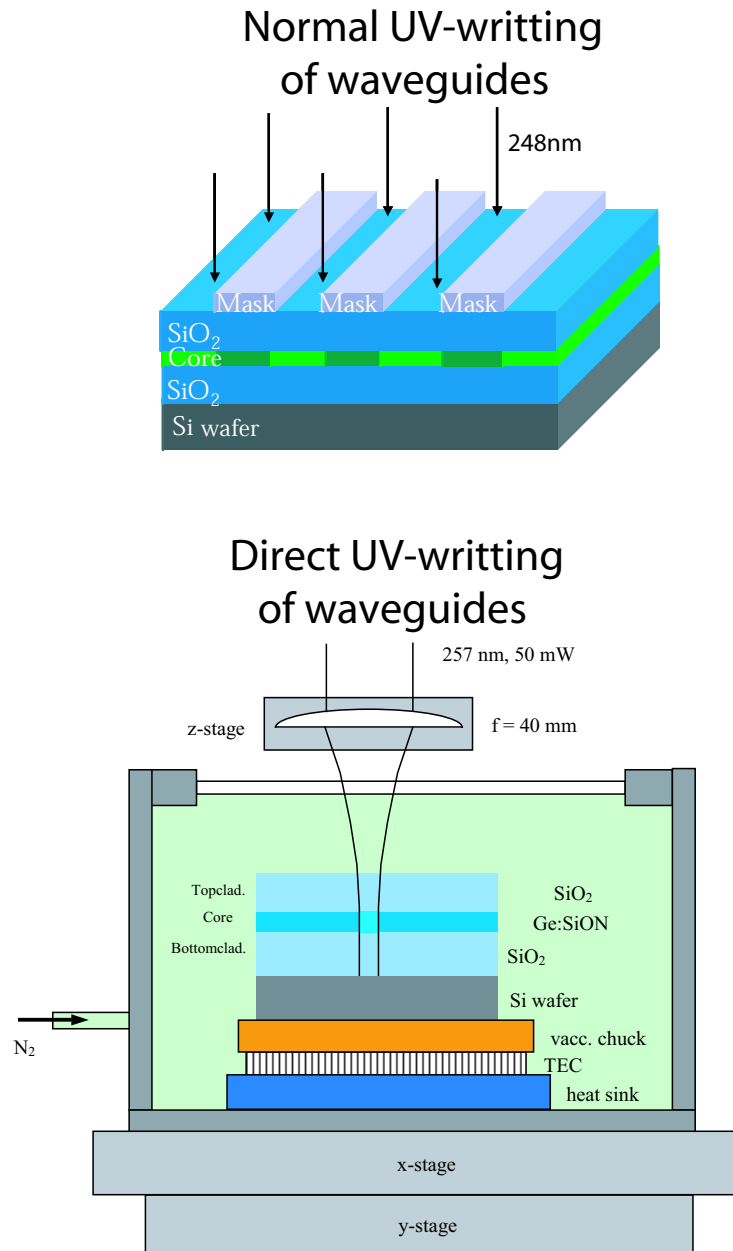 Normal UV-writting
of waveguides
248nm
Mask Mask Mask
SiO2
Core
SiO2
Si wafer
Direct UV-writting
of waveguides
257 nm, 50 mW
z-stage
f = 40 mm
Topclad.
SiO2
Core
Ge:SiON
Bottomclad.
SiO2
Si wafer
N2
vacc. chuck
TEC
heat sink
x-stage
y-stage